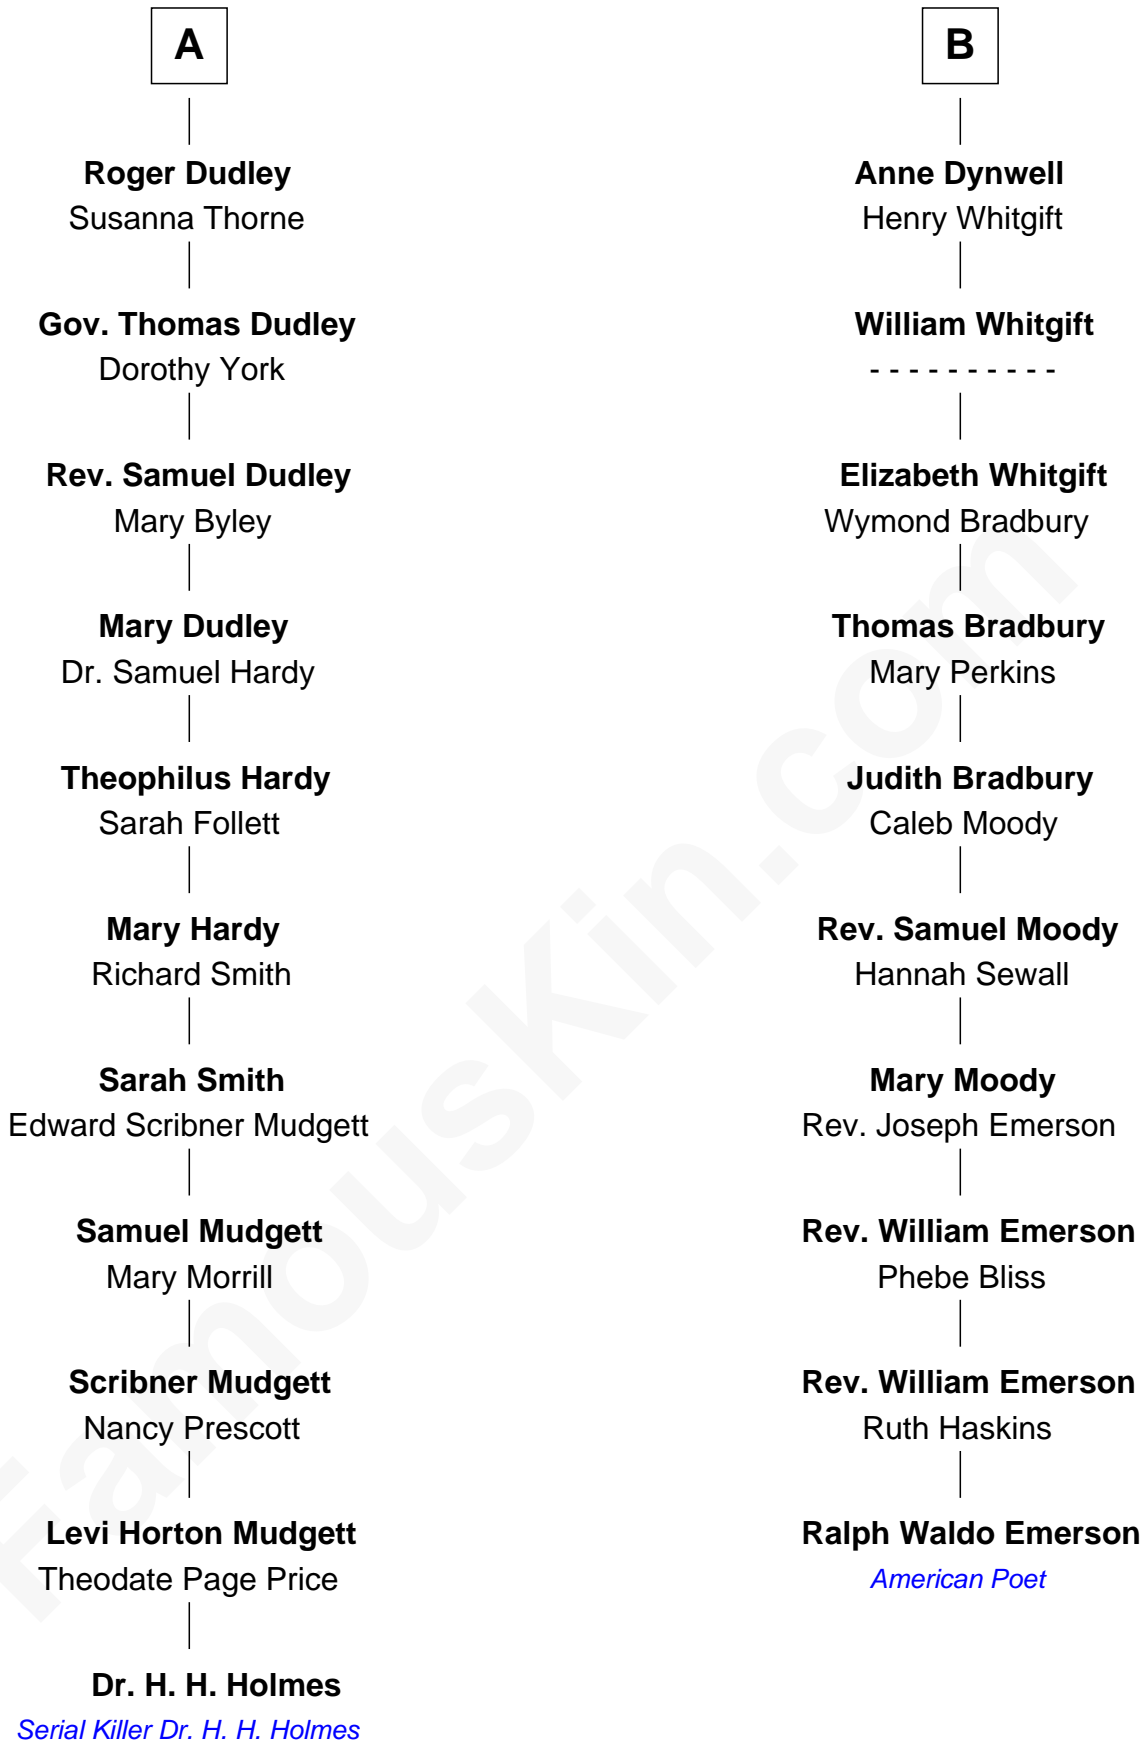 A
Roger Dudley
Susanna Thorne
Gov. Thomas Dudley
Dorothy York
Rev. Samuel Dudley
Mary Byley
Mary Dudley
Dr. Samuel Hardy
Theophilus Hardy
Sarah Follett
Mary Hardy
Richard Smith
Sarah Smith
Edward Scribner Mudgett
Samuel Mudgett
Mary Morrill
Scribner Mudgett
Nancy Prescott
Levi Horton Mudgett
Theodate Page Price
Dr. H. H. Holmes
Serial Killer Dr. H. H. Holmes
B
Anne Dynwell
Henry Whitgift
William Whitgift
- - - - - - - - - -
Elizabeth Whitgift
Wymond Bradbury
Thomas Bradbury
Mary Perkins
Judith Bradbury
Caleb Moody
Rev. Samuel Moody
Hannah Sewall
Mary Moody
Rev. Joseph Emerson
Rev. William Emerson
Phebe Bliss
Rev. William Emerson
Ruth Haskins
Ralph Waldo Emerson
American Poet
FamousKin.com